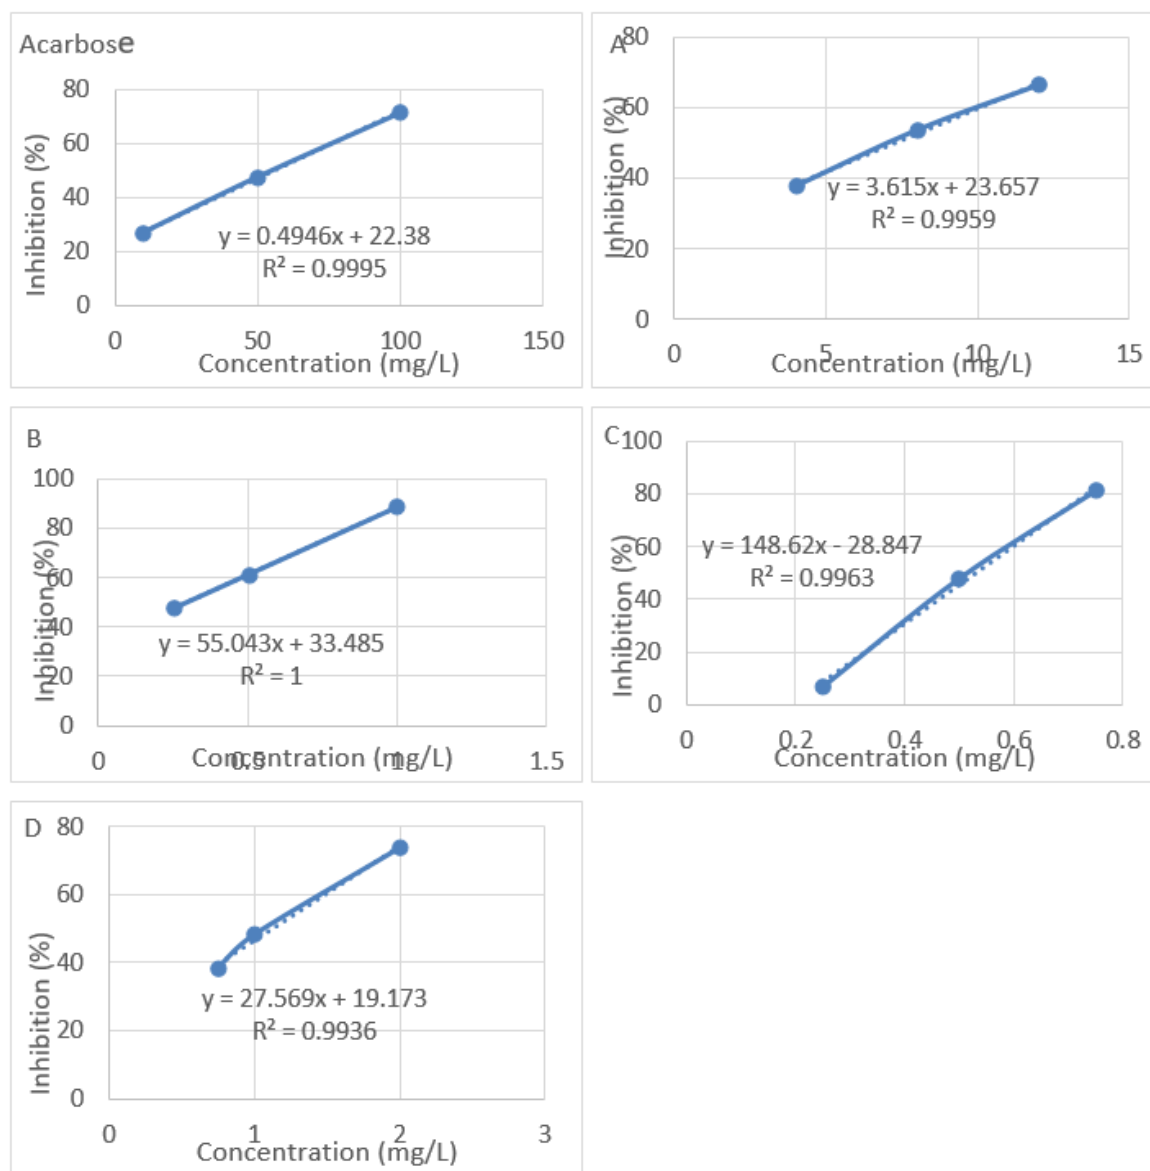 Acarbose
80
60
40
20
0
Inhibition (%)
y = 0.4946x + 22.38
R² = 0.9995
0 50 100 150
Concentration (mg/L)
A
80
60
40
20
0
Inhibition (%)
y = 3.615x + 23.657
R² = 0.9959
0 5 10 15
Concentration (mg/L)
B
100
80
60
40
20
0
Inhibition (%)
y = 55.043x + 33.485
R² = 1
0 0.5 1 1.5
Concentration (mg/L)
C
100
80
60
40
20
0
Inhibition (%)
y = 148.62x - 28.847
R² = 0.9963
0 0.2 0.4 0.6 0.8
Concentration (mg/L)
D
80
60
40
20
0
Inhibition (%)
y = 27.569x + 19.173
R² = 0.9936
0 1 2 3
Concentration (mg/L)